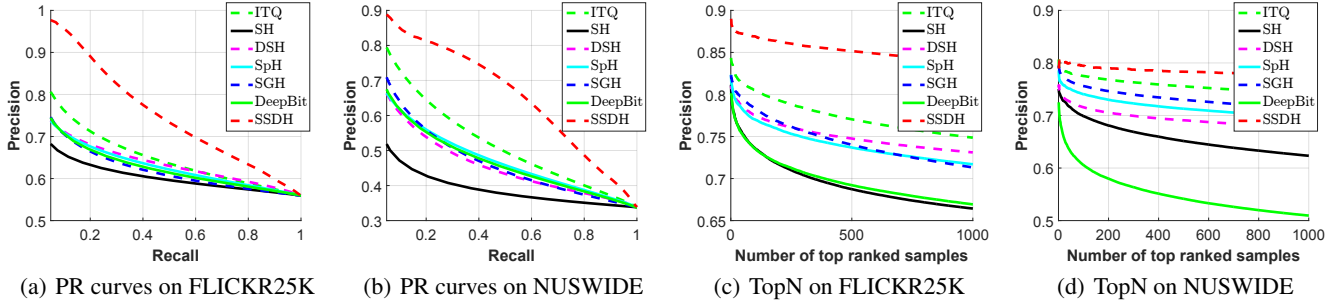 Precision
1
0.9
0.8
0.7
0.6
0.5
0.2 0.4 0.6 0.8 1
Recall
ITQ
SH
DSH
SpH
SGH
DeepBit
SSDH
(a) PR curves on FLICKR25K
Precision
0.9
0.8
0.7
0.6
0.5
0.4
0.3
0.2 0.4 0.6 0.8 1
Recall
ITQ
SH
DSH
SpH
SGH
DeepBit
SSDH
(b) PR curves on NUSWIDE
Precision
0.9
0.85
0.8
0.75
0.7
0.65
0 500 1000
Number of top ranked samples
ITQ
SH
DSH
SpH
SGH
DeepBit
SSDH
(c) TopN on FLICKR25K
Precision
0.9
0.8
0.7
0.6
0.5
0 200 400 600 800 1000
Number of top ranked samples
ITQ
SH
DSH
SpH
SGH
DeepBit
SSDH
(d) TopN on NUSWIDE